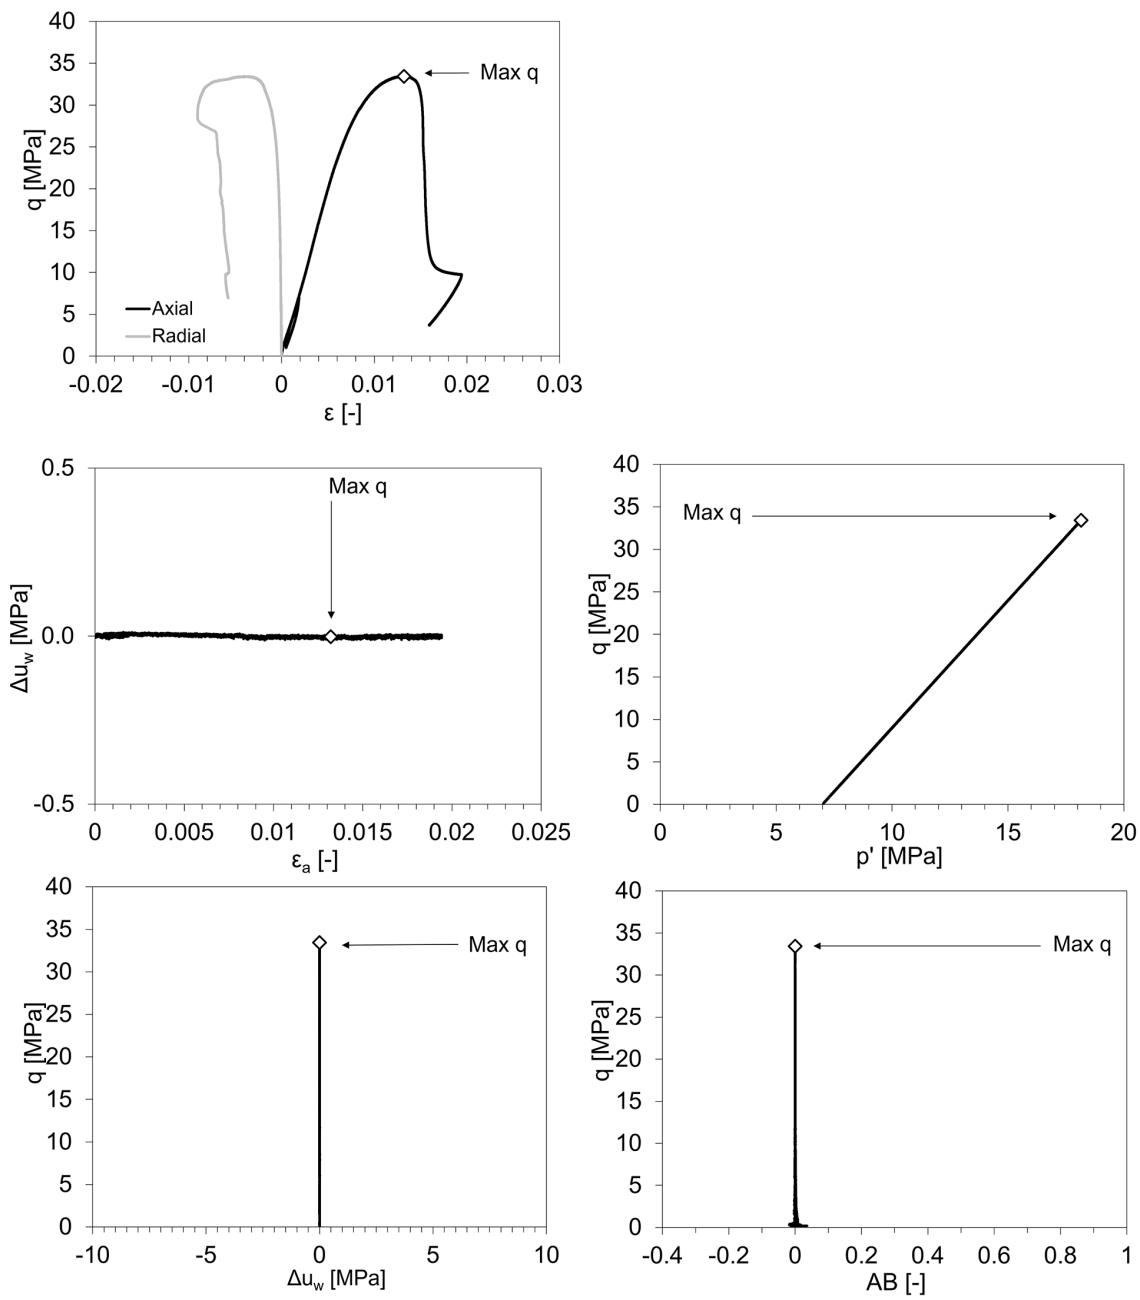 40
35
30
25
20
15
10
5
0
q [MPa]
Max q
Axial
Radial
-0.02 -0.01 0 0.01 0.02 0.03
ε [-]
0.5
0.0
-0.5
Δu_w [MPa]
Max q
0 0.005 0.01 0.015 0.02 0.025
ε_a [-]
40
35
30
25
20
15
10
5
0
q [MPa]
Max q
0 5 10 15 20
p' [MPa]
40
35
30
25
20
15
10
5
0
q [MPa]
Max q
-10 -5 0 5 10
Δu_w [MPa]
40
35
30
25
20
15
10
5
0
q [MPa]
Max q
-0.4 -0.2 0 0.2 0.4 0.6 0.8 1
AB [-]